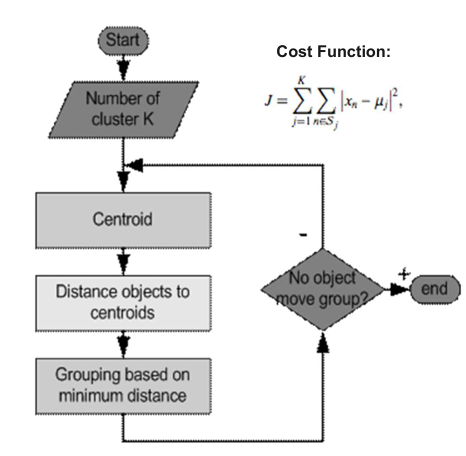 Start
Cost Function:
Number of
cluster K
J = \sum_{j=1}^{K} \sum_{n \in S_j} |x_n - \mu_j|^2,
Centroid
-
Distance objects to
centroids
No object
move group?
+
end
Grouping based on
minimum distance